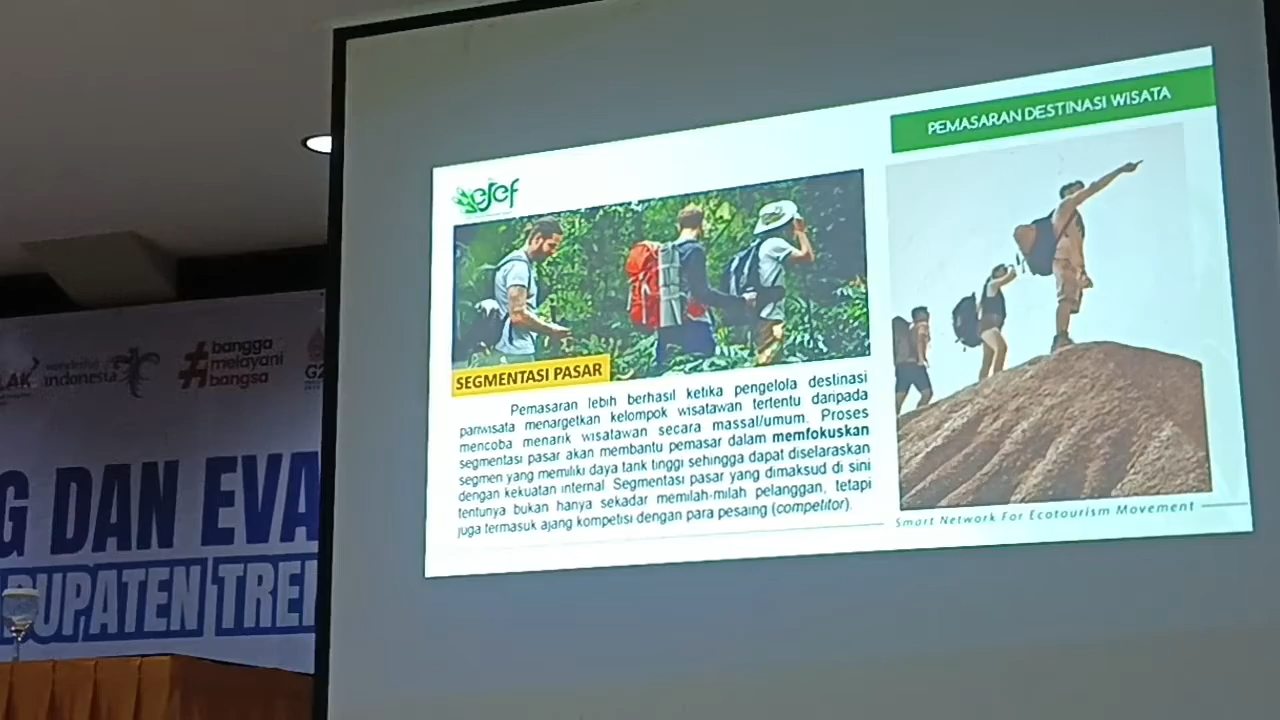 PEMASARAN DESTINASI WISATA
SEGMENTASI PASAR
Pemasaran lebih berhasil ketika pengelola destinasi
pariwisata menargetkan kelompok wisatawan tertentu daripada
mencoba menarik wisatawan secara massal/umum. Proses
segmentasi pasar akan membantu pemasar dalam memfokuskan
segmen yang memiliki daya tarik tinggi sehingga dapat diselaraskan
dengan kekuatan internal. Segmentasi pasar yang dimaksud di sini
tentunya bukan hanya sekadar memilah-milah pelanggan, tetapi
juga termasuk ajang kompetisi dengan para pesaing (competitor).
Smart Network For Ecotourism Movement
LAK
wonderful
indonesia
#
bangga
melayani
bangsa
G2
G DAN EVA
BUPATEN TRE